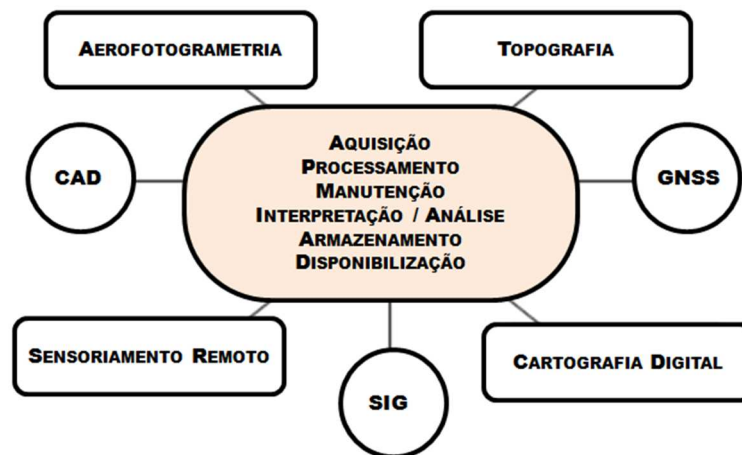 AEROFOTOGRAMETRIA
TOPOGRAFIA
CAD
AQUISIÇÃO
PROCESSAMENTO
MANUTENÇÃO
INTERPRETAÇÃO / ANÁLISE
ARMAZENAMENTO
DISPONIBILIZAÇÃO
GNSS
SENSORIAMENTO REMOTO
SIG
CARTOGRAFIA DIGITAL